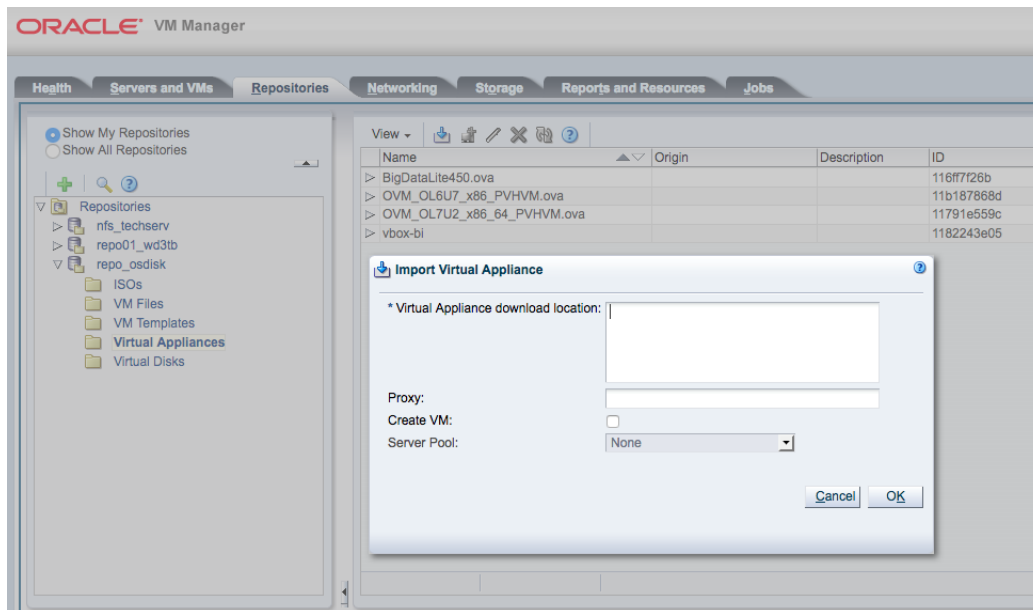 ORACLE VM Manager
Health Servers and VMs Repositories Networking Storage Reports and Resources Jobs
Show My Repositories
Show All Repositories
Repositories
nfs_techserv
repo01_wd3tb
repo_osdisk
ISOs
VM Files
VM Templates
Virtual Appliances
Virtual Disks
View
Name Origin Description ID
BigDataLite450.ova 116ff7f26b
OVM_OL6U7_x86_PVHVM.ova 11b187868d
OVM_OL7U2_x86_64_PVHVM.ova 11791e559c
vbox-bi 1182243e05
Import Virtual Appliance
* Virtual Appliance download location:
Proxy:
Create VM:
Server Pool: None
Cancel OK